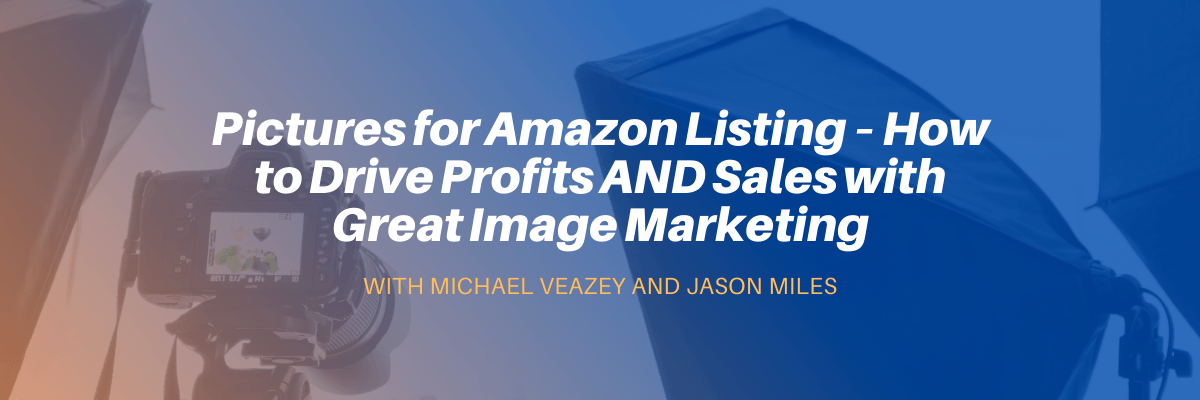 Pictures for Amazon Listing – How
to Drive Profits AND Sales with
Great Image Marketing
WITH MICHAEL VEAZEY AND JASON MILES